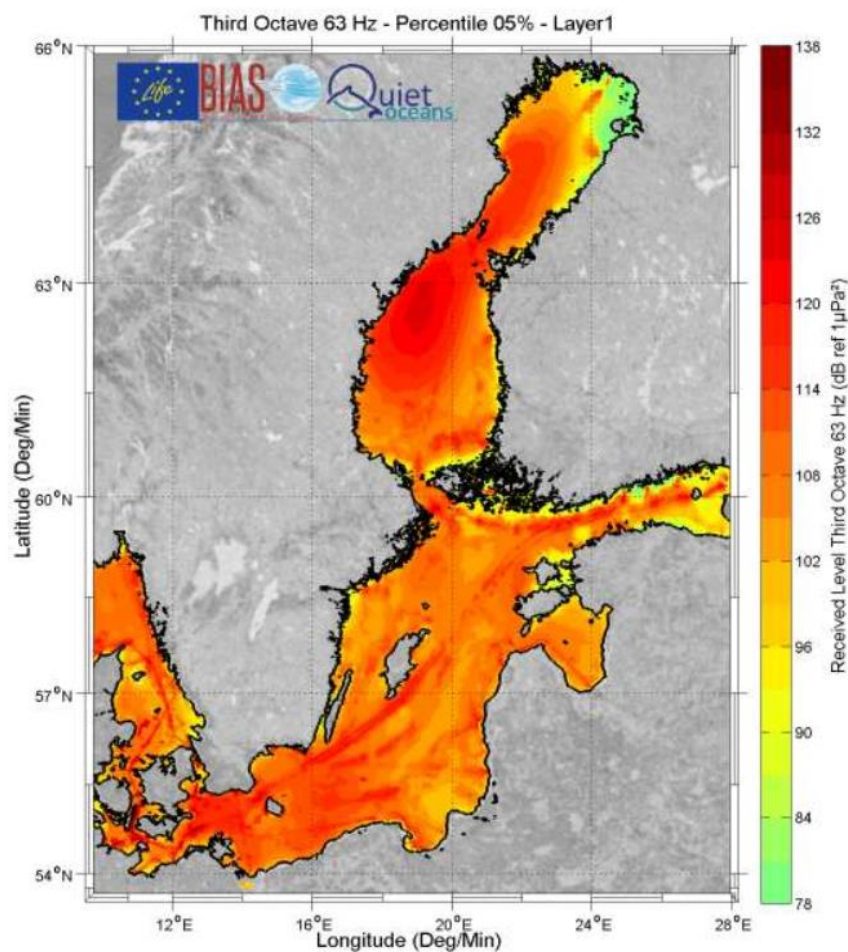 Third Octave 63 Hz - Percentile 05% - Layer1
66°N
63°N
60°N
57°N
54°N
Latitude (Deg/Min)
Life
BIAS
Quiet
oceans
12°E
16°E
20°E
24°E
28°E
Longitude (Deg/Min)
138
132
126
120
114
108
102
96
90
84
78
Received Level Third Octave 63 Hz (dB ref 1µPa²)